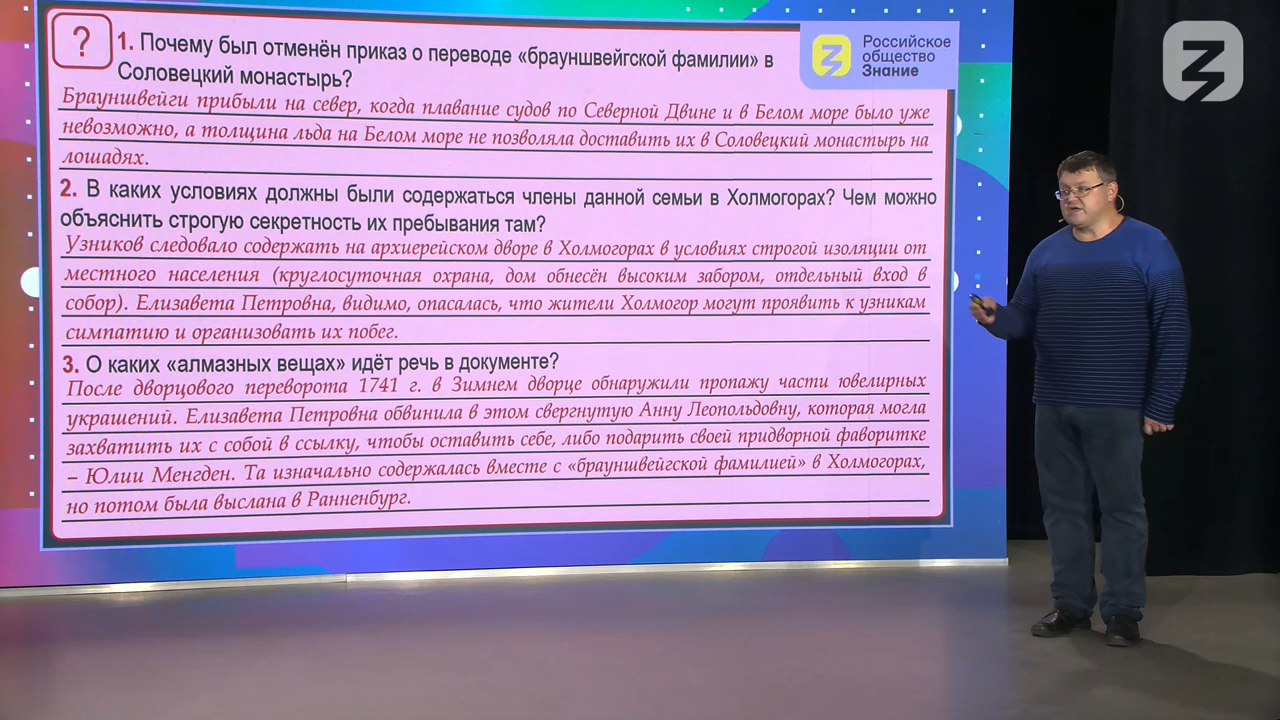 ?
1. Почему был отменён приказ о переводе «брауншвейгской фамилии» в
Соловецкий монастырь?
Российское
общество
Знание
Брауншвейги прибыли на север, когда плавание судов по Северной Двине и в Белом море было уже
невозможно, а толщина льда на Белом море не позволяла доставить их в Соловецкий монастырь на
лошадях.
2. В каких условиях должны были содержаться члены данной семьи в Холмогорах? Чем можно
объяснить строгую секретность их пребывания там?
Узников следовало содержать на архиерейском дворе в Холмогорах в условиях строгой изоляции от
местного населения (круглосуточная охрана, дом обнесён высоким забором, отдельный вход в
собор). Елизавета Петровна, видимо, опасалась, что жители Холмогор могут проявить к узникам
симпатию и организовать их побег.
3. О каких «алмазных вещах» идёт речь в документе?
После дворцового переворота 1741 г. в Зимнем дворце обнаружили пропажу части ювелирных
украшений. Елизавета Петровна обвинила в этом свергнутую Анну Леопольдовну, которая могла
захватить их с собой в ссылку, чтобы оставить себе, либо подарить своей придворной фаворитке
– Юлии Менгден. Та изначально содержалась вместе с «брауншвейгской фамилией» в Холмогорах,
но потом была выслана в Ранненбург.